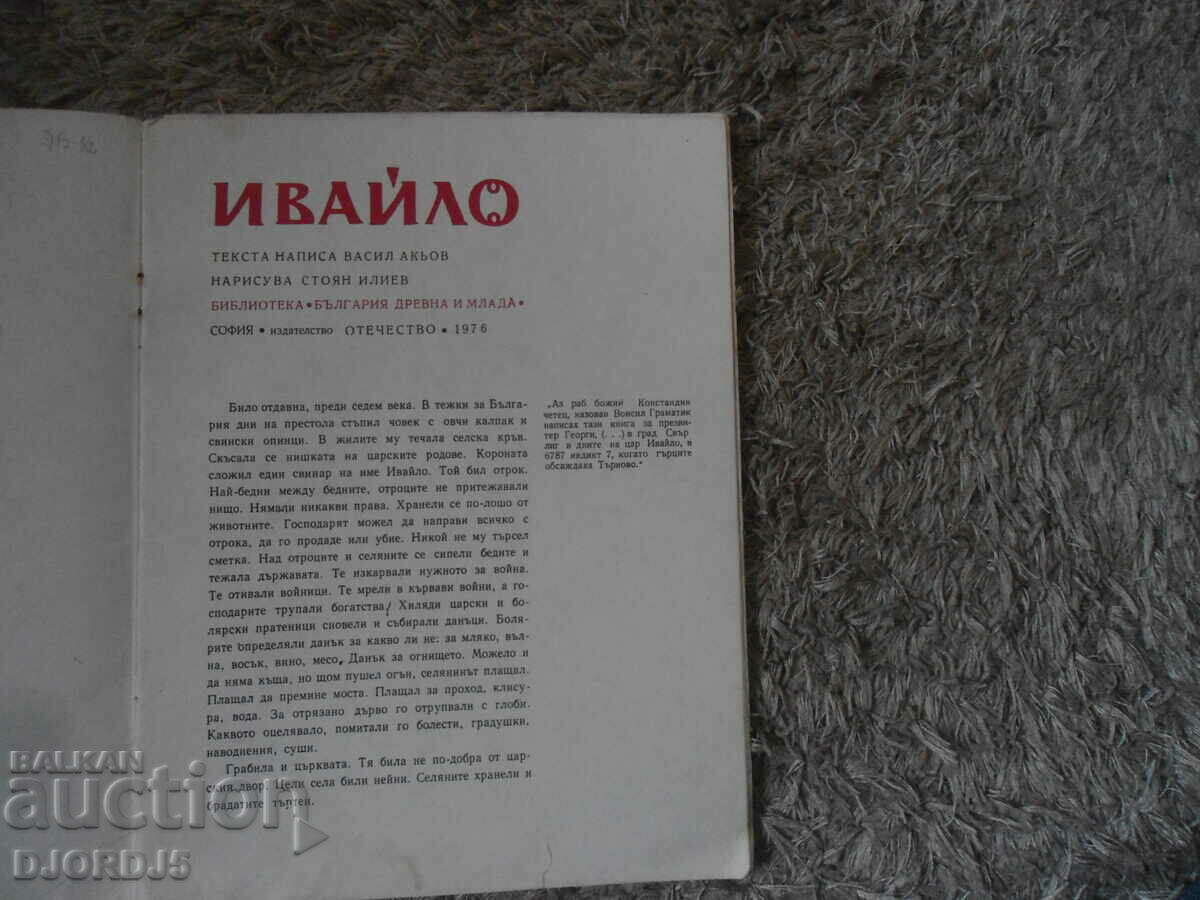 ИВАЙЛО
ТЕКСТА НАПИСА ВАСИЛ АКЬОВ
НАРИСУВА СТОЯН ИЛИЕВ
БИБЛИОТЕКА • БЪЛГАРИЯ ДРЕВНА И МЛАДА •
СОФИЯ • издателство ОТЕЧЕСТВО • 1976
Било отдавна, преди седем века. В тежки за Бълга-
рия дни на престола стъпил човек с овчи калпак и
свински опинци. В жилите му течала селска кръв.
Скъсала се нишката на царските родове. Короната
сложил един свинар на име Ивайло. Той бил отрок.
Най-бедни между бедните, отроците не притежавали
нищо. Нямали никакви права. Хранели се по-лошо от
животните. Господарят можел да направи всичко с
отрока, да го продаде или убие. Никой не му търсел
сметка. Над отроците и селяните се сипели бедите и
тежала държавата. Те изкарвали нужното за война.
Те отивали войници. Те мрели в кървави войни, а го-
сподарите трупали богатства! Хиляди царски и бо-
лярски пратеници сновели и събирали данъци. Боля-
рите определяли данък за какво ли не: за мляко, въл-
на, восък, вино, месо. Данък за огнището. Можело и
да няма къща, но щом пушел огън, селянинът плащал.
Плащал да премине моста. Плащал за проход, клису-
ра, вода. За отрязано дърво го отрупвали с глоби.
Каквото оцелявало, помитали го болести, градушки,
наводнения, суши.
Грабила и църквата. Тя била не по-добра от цар-
ския двор. Цели села били нейни. Селяните хранели и
брадатите търтеи.
„Аз раб божий Констандин
четец, назован Воисил Граматик
написах тази книга за презви-
тер Георги, (. . .) в град Свър
лиг в дните на цар Ивайло, в
6787 индикт 7, когато гърците
обсаждаха Търново."
BALKAN
auction
DJORDJ5